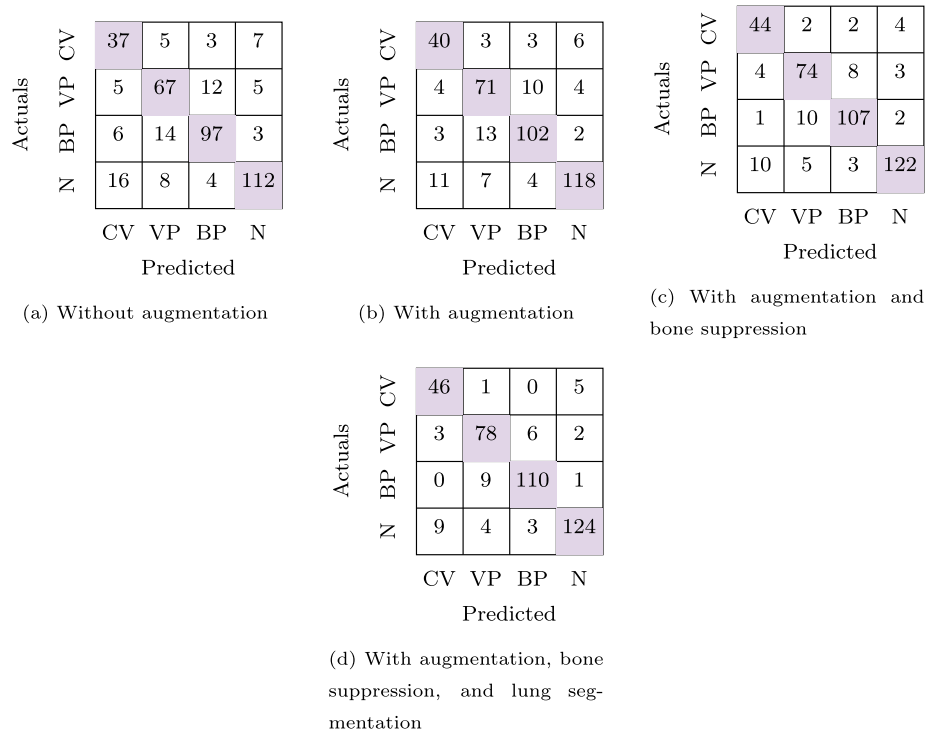 Actuals
CV 37 5 3 7
VP 5 67 12 5
BP 6 14 97 3
N 16 8 4 112
CV VP BP N
Predicted
(a) Without augmentation
Actuals
CV 40 3 3 6
VP 4 71 10 4
BP 3 13 102 2
N 11 7 4 118
CV VP BP N
Predicted
(b) With augmentation
Actuals
CV 44 2 2 4
VP 4 74 8 3
BP 1 10 107 2
N 10 5 3 122
CV VP BP N
Predicted
(c) With augmentation and
bone suppression
Actuals
CV 46 1 0 5
VP 3 78 6 2
BP 0 9 110 1
N 9 4 3 124
CV VP BP N
Predicted
(d) With augmentation, bone
suppression, and lung seg-
mentation